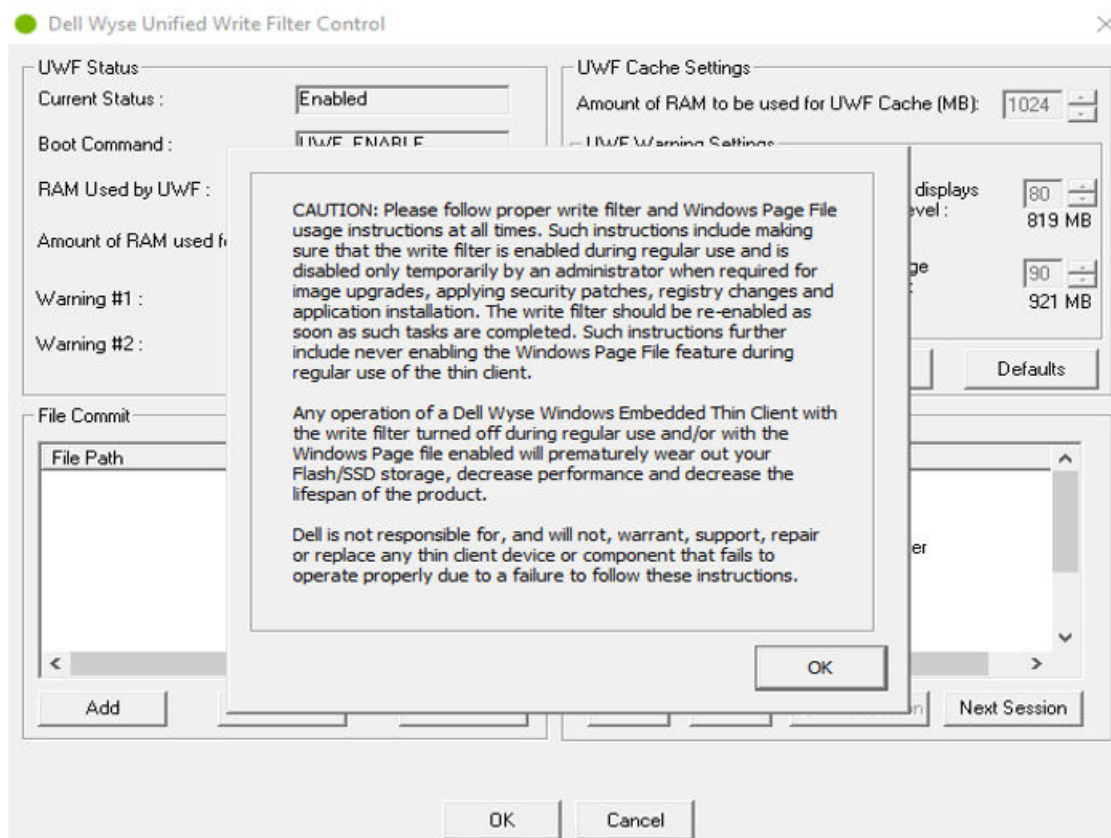 Dell Wyse Unified Write Filter Control
UWF Status
Current Status :
Enabled
Boot Command :
UWF_ENABLE
RAM Used by UWF :
Amount of RAM used
Warning #1 :
Warning #2 :
UWF Cache Settings
Amount of RAM to be used for UWF Cache (MB):
1024
UWF Warning Settings
displays
80
819 MB
90
921 MB
Defaults
CAUTION: Please follow proper write filter and Windows Page File
usage instructions at all times. Such instructions include making
sure that the write filter is enabled during regular use and is
disabled only temporarily by an administrator when required for
image upgrades, applying security patches, registry changes and
application installation. The write filter should be re-enabled as
soon as such tasks are completed. Such instructions further
include never enabling the Windows Page File feature during
regular use of the thin client.
Any operation of a Dell Wyse Windows Embedded Thin Client with
the write filter turned off during regular use and/or with the
Windows Page file enabled will prematurely wear out your
Flash/SSD storage, decrease performance and decrease the
lifespan of the product.
Dell is not responsible for, and will not, warrant, support, repair
or replace any thin client device or component that fails to
operate properly due to a failure to follow these instructions.
OK
File Commit
File Path
Add
Next Session
OK
Cancel